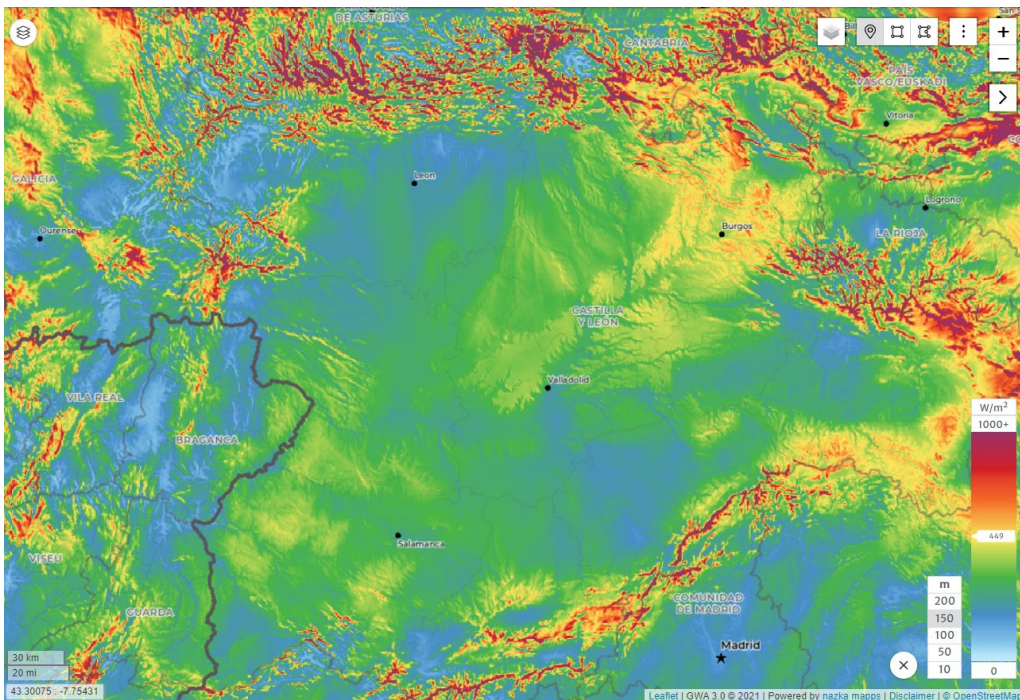 DE ASTURIAS
San S
CANTABRIA
Bil
PAÍS
VASCO/EUSKADI
Vitoria
GALICIA
Leon
Logrono
Ourense
Burgos
LA RIOJA
CASTILLA
Y LEÓN
Valladolid
VILA REAL
BRAGANÇA
Salamanca
VISEU
GUARDA
COMUNIDAD
DE MADRID
Madrid
W/m²
1000+
449
0
m
200
150
100
50
10
30 km
20 mi
43.30075 : -7.75431
Leaflet | GWA 3.0 © 2021 | Powered by nazka mapps | Disclaimer | © OpenStreetMap